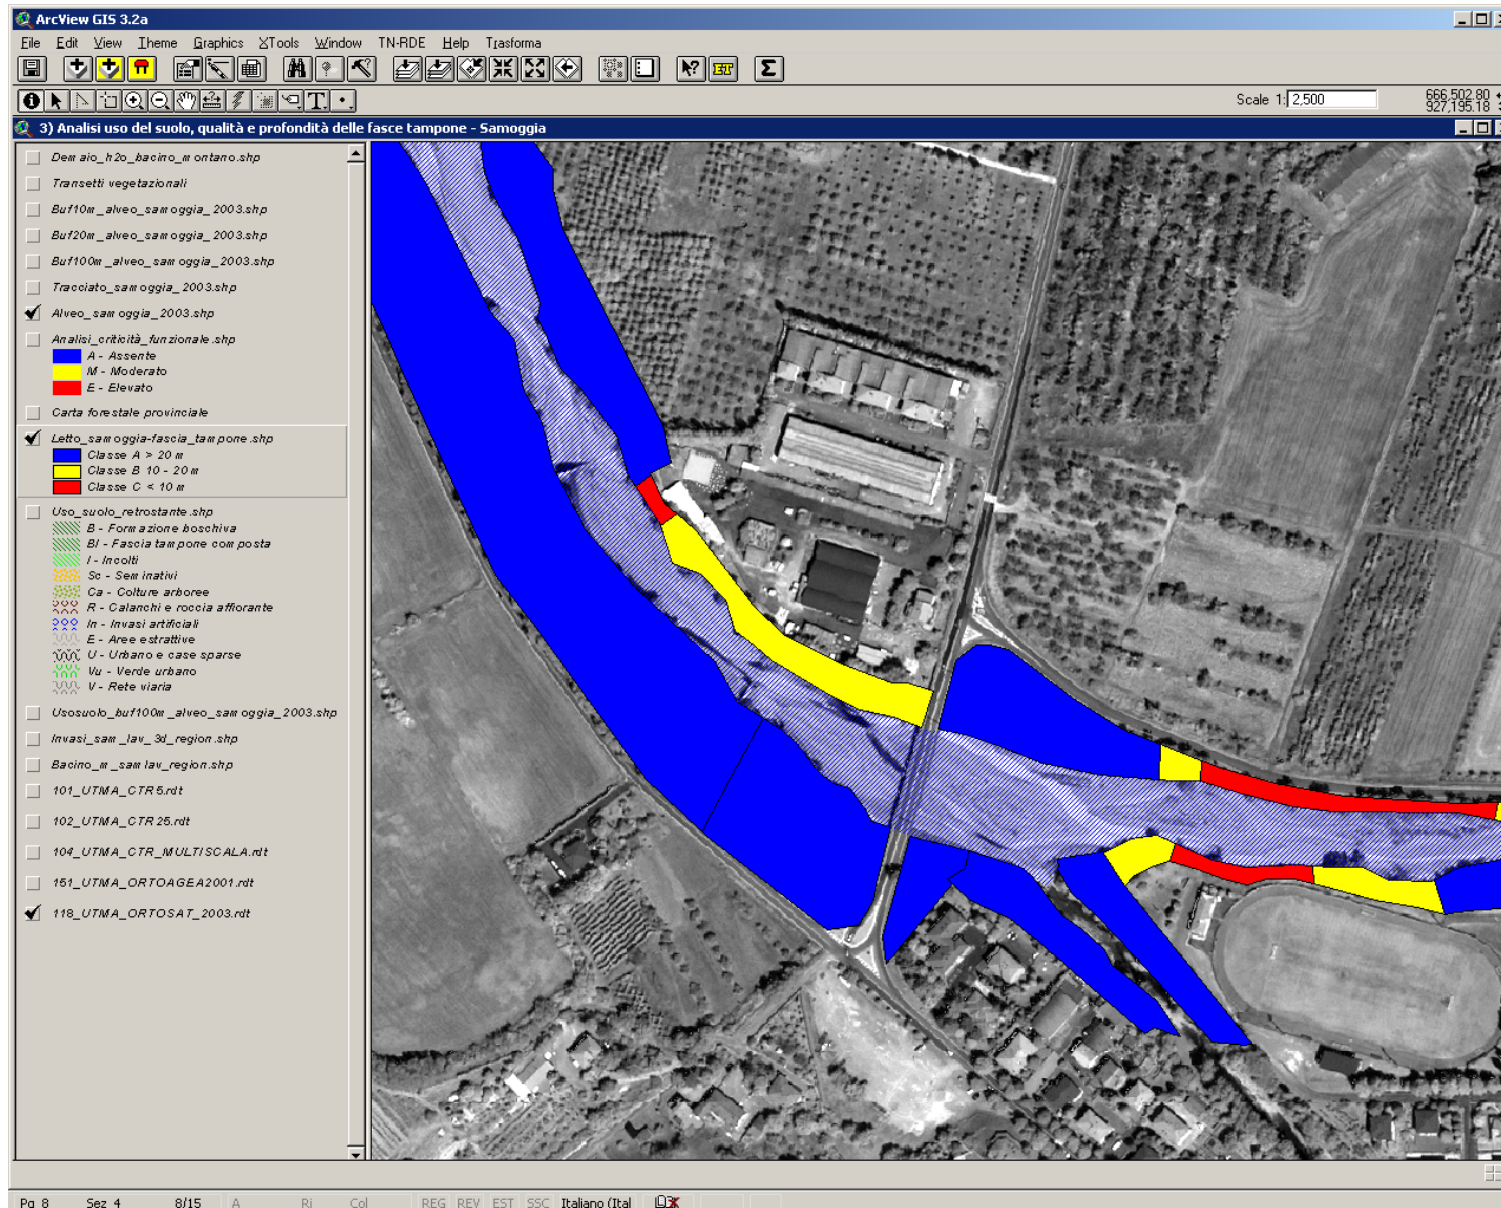 ArcView GIS 3.2a
File Edit View Theme Graphics XTools Window TN-RDE Help Trasforma
Scale 1: 2,500
666,502.80
927,195.18
3) Analisi uso del suolo, qualità e profondità delle fasce tampone - Samoggia
Demaio_h2o_bacino_montano.shp
Transetti vegetazionali
Buf10m_alveo_samoggia_2003.shp
Buf20m_alveo_samoggia_2003.shp
Buf100m_alveo_samoggia_2003.shp
Tracciato_samoggia_2003.shp
Alveo_samoggia_2003.shp
Analisi_criticità_funzionale.shp
A - Assente
M - Moderato
E - Elevato
Carta forestale provinciale
Letto_samoggia-fascia_tampone.shp
Classe A > 20 m
Classe B 10 - 20 m
Classe C < 10 m
Uso_suolo_retrostante.shp
B - Formazione boschiva
Bl - Fascia tampone composta
I - Incolti
Sc - Seminativi
Ca - Colture arboree
R - Calanchi e roccia affiorante
In - Invasi artificiali
E - Aree estrattive
U - Urbano e case sparse
Vu - Verde urbano
V - Rete viaria
Usosuolo_buf100m_alveo_samoggia_2003.shp
Invasi_sam_lav_3d_region.shp
Bacino_m_samlav_region.shp
101_UTMA_CTR5.rdt
102_UTMA_CTR25.rdt
104_UTMA_CTR_MULTISCALA.rdt
151_UTMA_ORTOAGEA2001.rdt
118_UTMA_ORTOSAT_2003.rdt
Pg 8 Sez 4 8/15 A Ri Col REG REV EST SSC Italiano (Ital